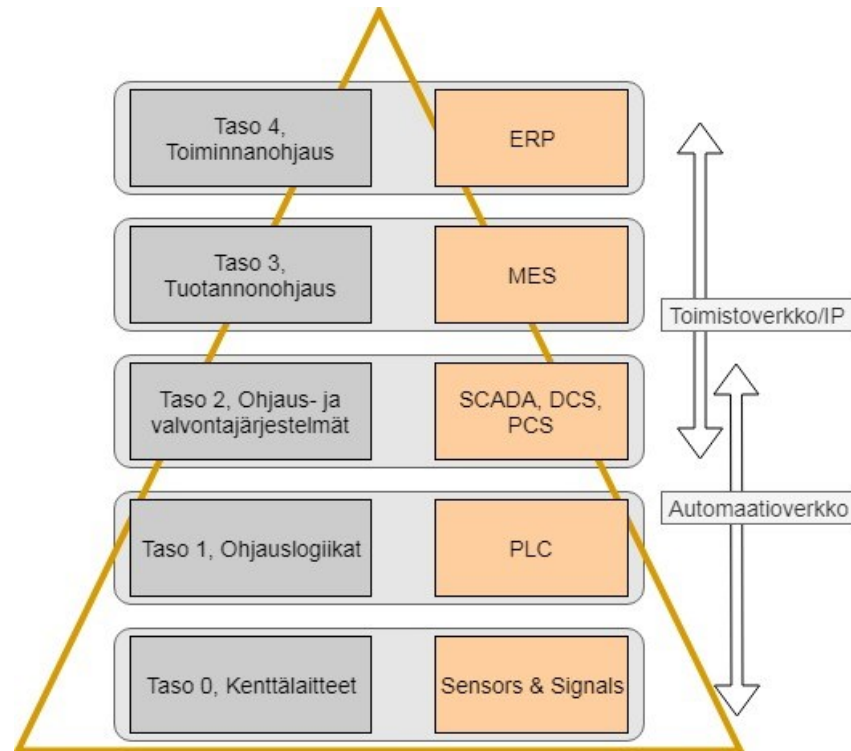 Taso 4,
Toiminnanohjaus
ERP
Taso 3,
Tuotannonohjaus
MES
Toimistoverkko/IP
Taso 2, Ohjaus- ja
valvontajärjestelmät
SCADA, DCS,
PCS
Automaatioverkko
Taso 1, Ohjauslogiikat
PLC
Taso 0, Kenttälaitteet
Sensors & Signals